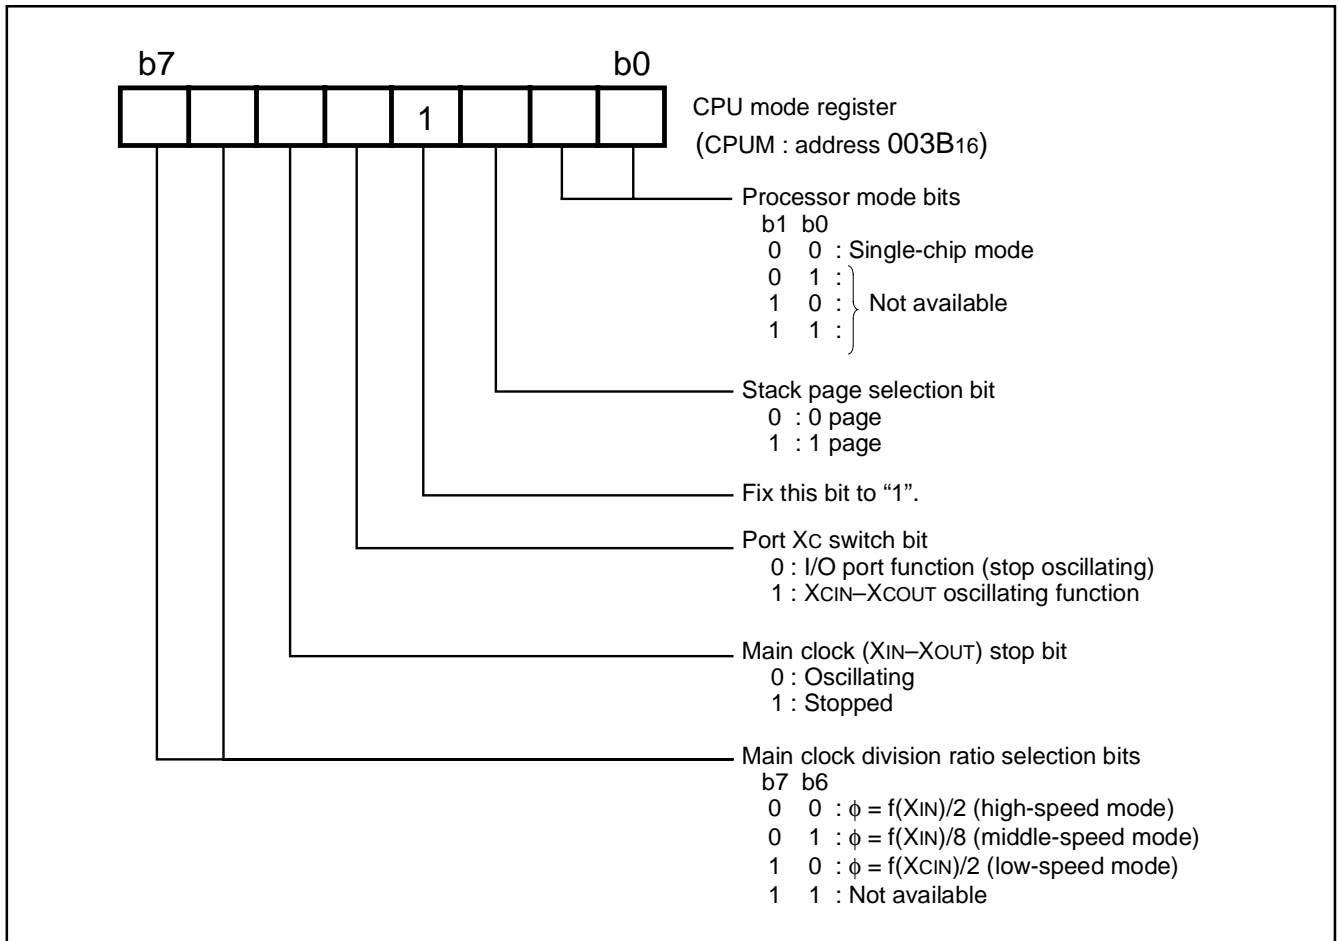 b7 b0
1
CPU mode register
(CPUM : address 003B16)
Processor mode bits
b1 b0
0 0 : Single-chip mode
0 1 :
1 0 : Not available
1 1 :
Stack page selection bit
0 : 0 page
1 : 1 page
Fix this bit to “1”.
Port XC switch bit
0 : I/O port function (stop oscillating)
1 : XCIN–XCOUT oscillating function
Main clock (XIN–XOUT) stop bit
0 : Oscillating
1 : Stopped
Main clock division ratio selection bits
b7 b6
0 0 : ϕ = f(XIN)/2 (high-speed mode)
0 1 : ϕ = f(XIN)/8 (middle-speed mode)
1 0 : ϕ = f(XCIN)/2 (low-speed mode)
1 1 : Not available